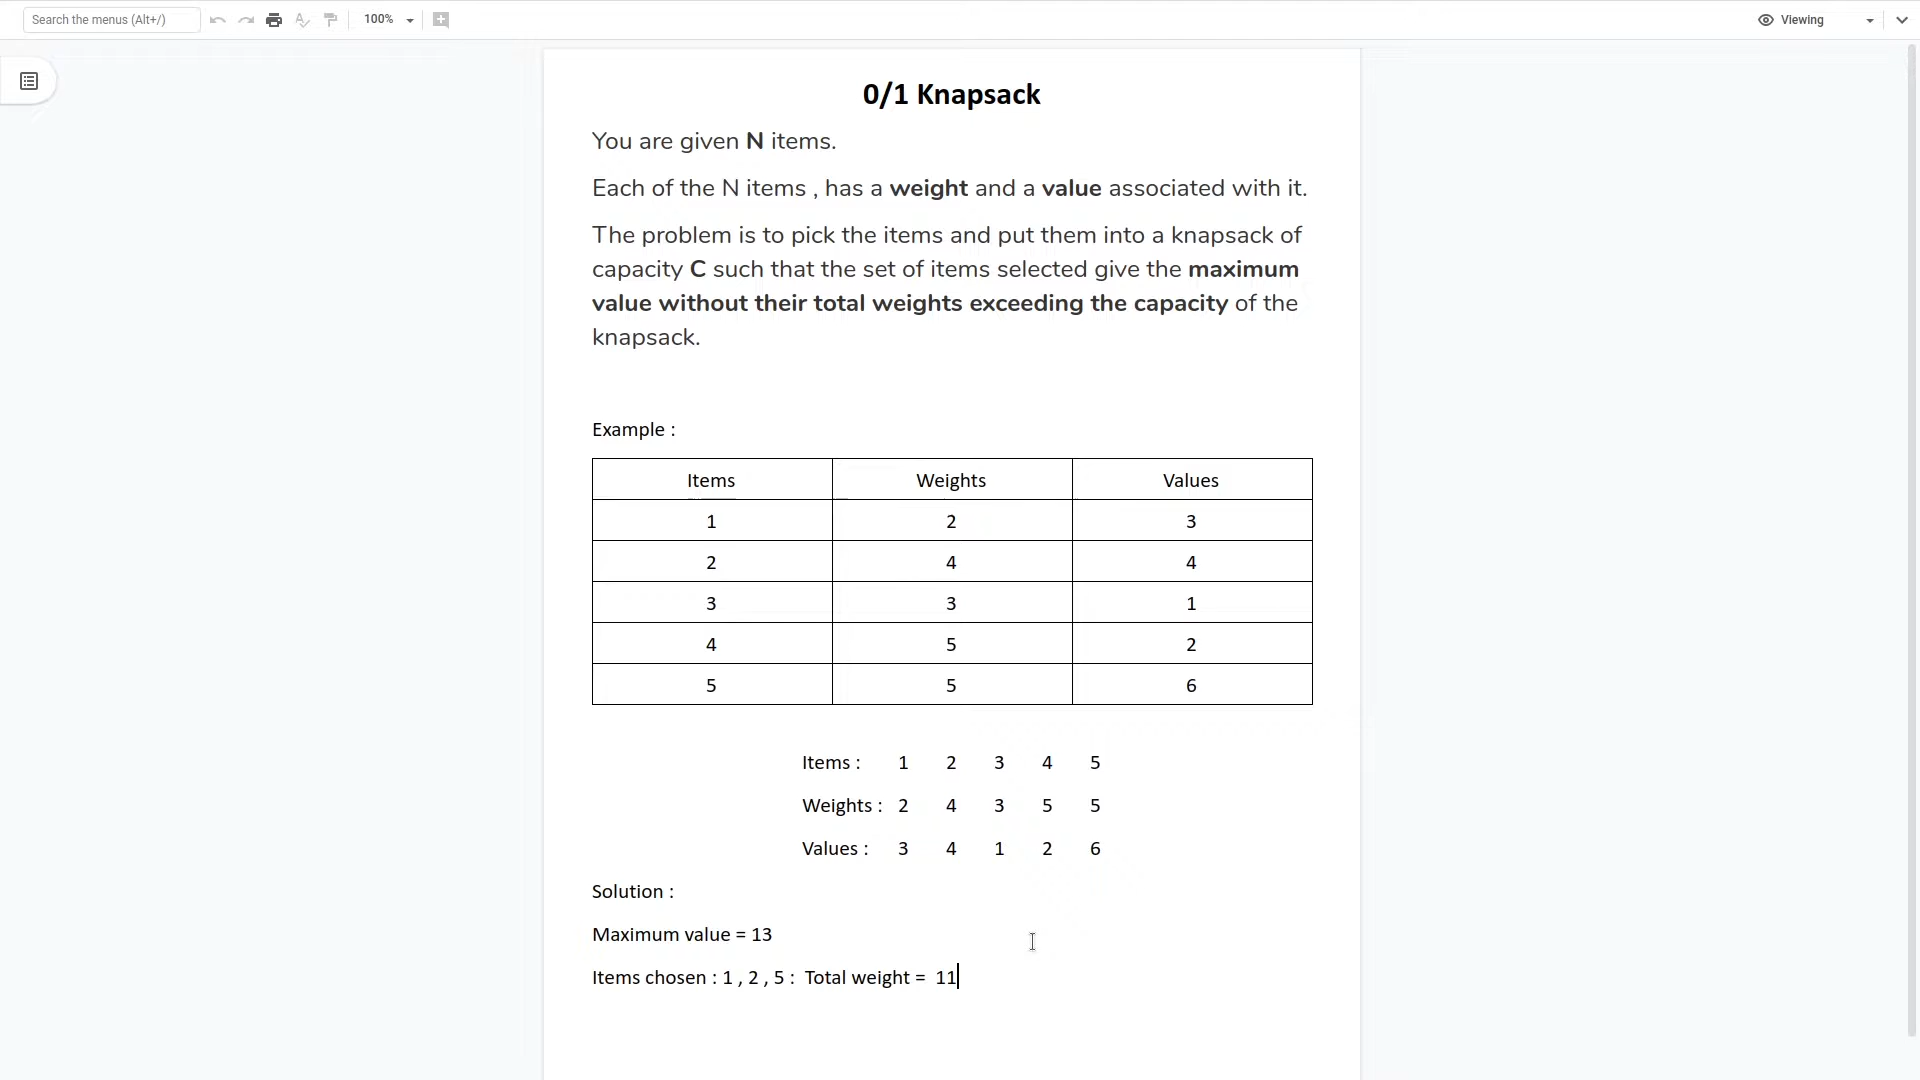 Search the menus (Alt+/)
100%
Viewing
0/1 Knapsack
You are given N items.
Each of the N items , has a weight and a value associated with it.
The problem is to pick the items and put them into a knapsack of
capacity C such that the set of items selected give the maximum
value without their total weights exceeding the capacity of the
knapsack.
Example :
Items Weights Values
1 2 3
2 4 4
3 3 1
4 5 2
5 5 6
Items : 1 2 3 4 5
Weights : 2 4 3 5 5
Values : 3 4 1 2 6
Solution :
Maximum value = 13
Items chosen : 1 , 2 , 5 : Total weight = 11